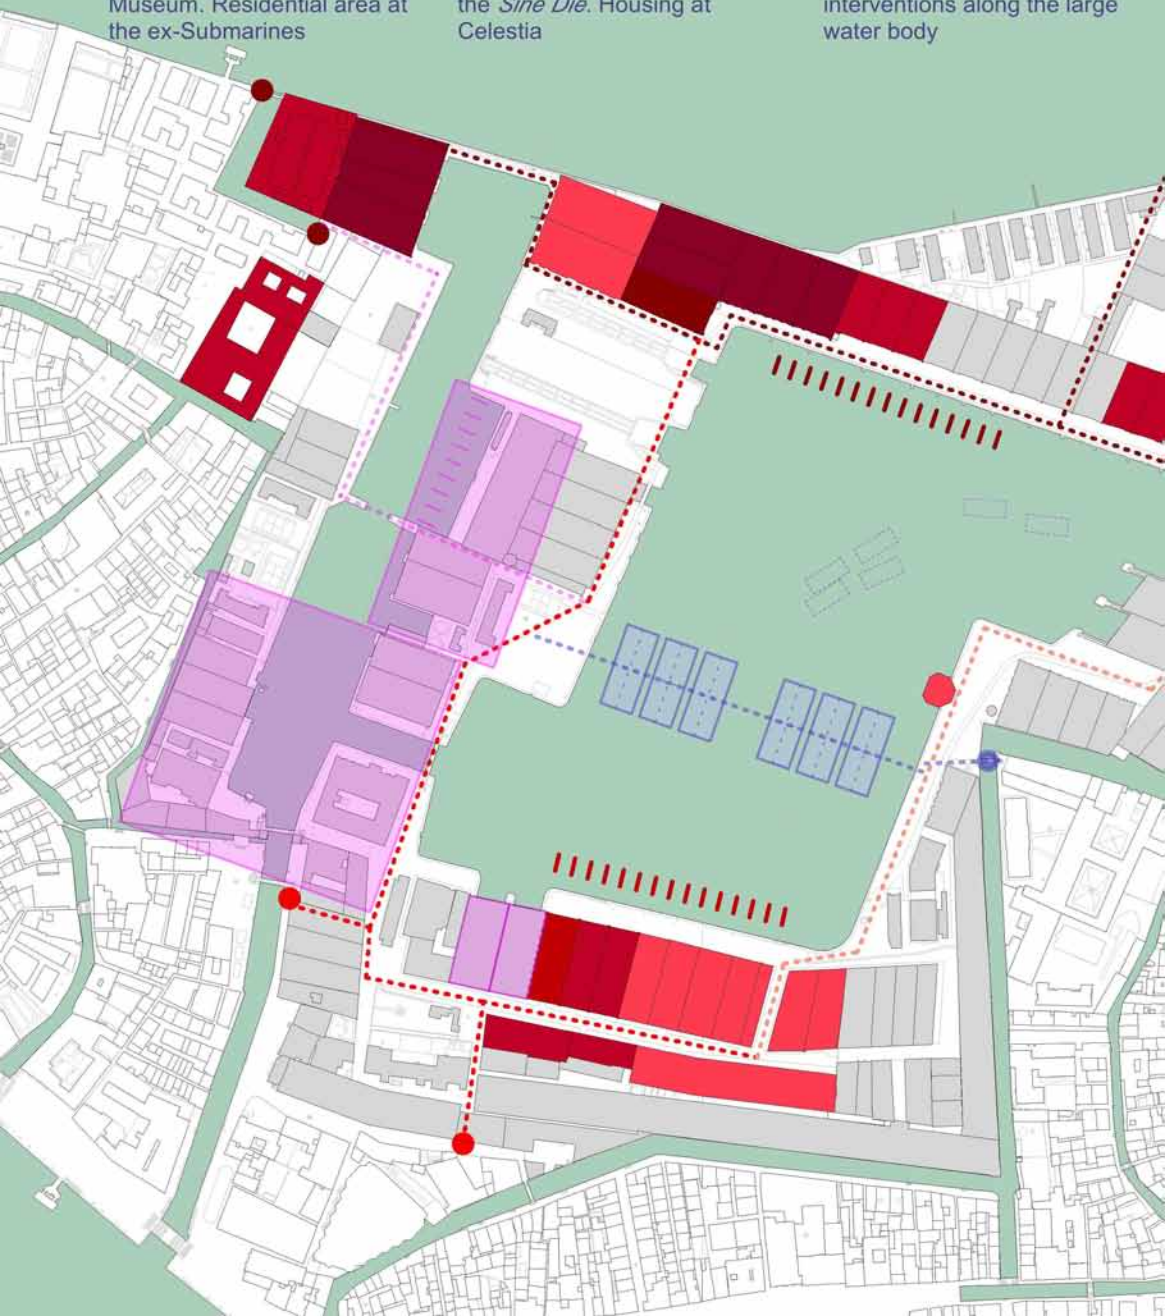 Museum. Residential area at
the ex-Submarines
the Sine Die. Housing at
Celestia
interventions along the large
water body